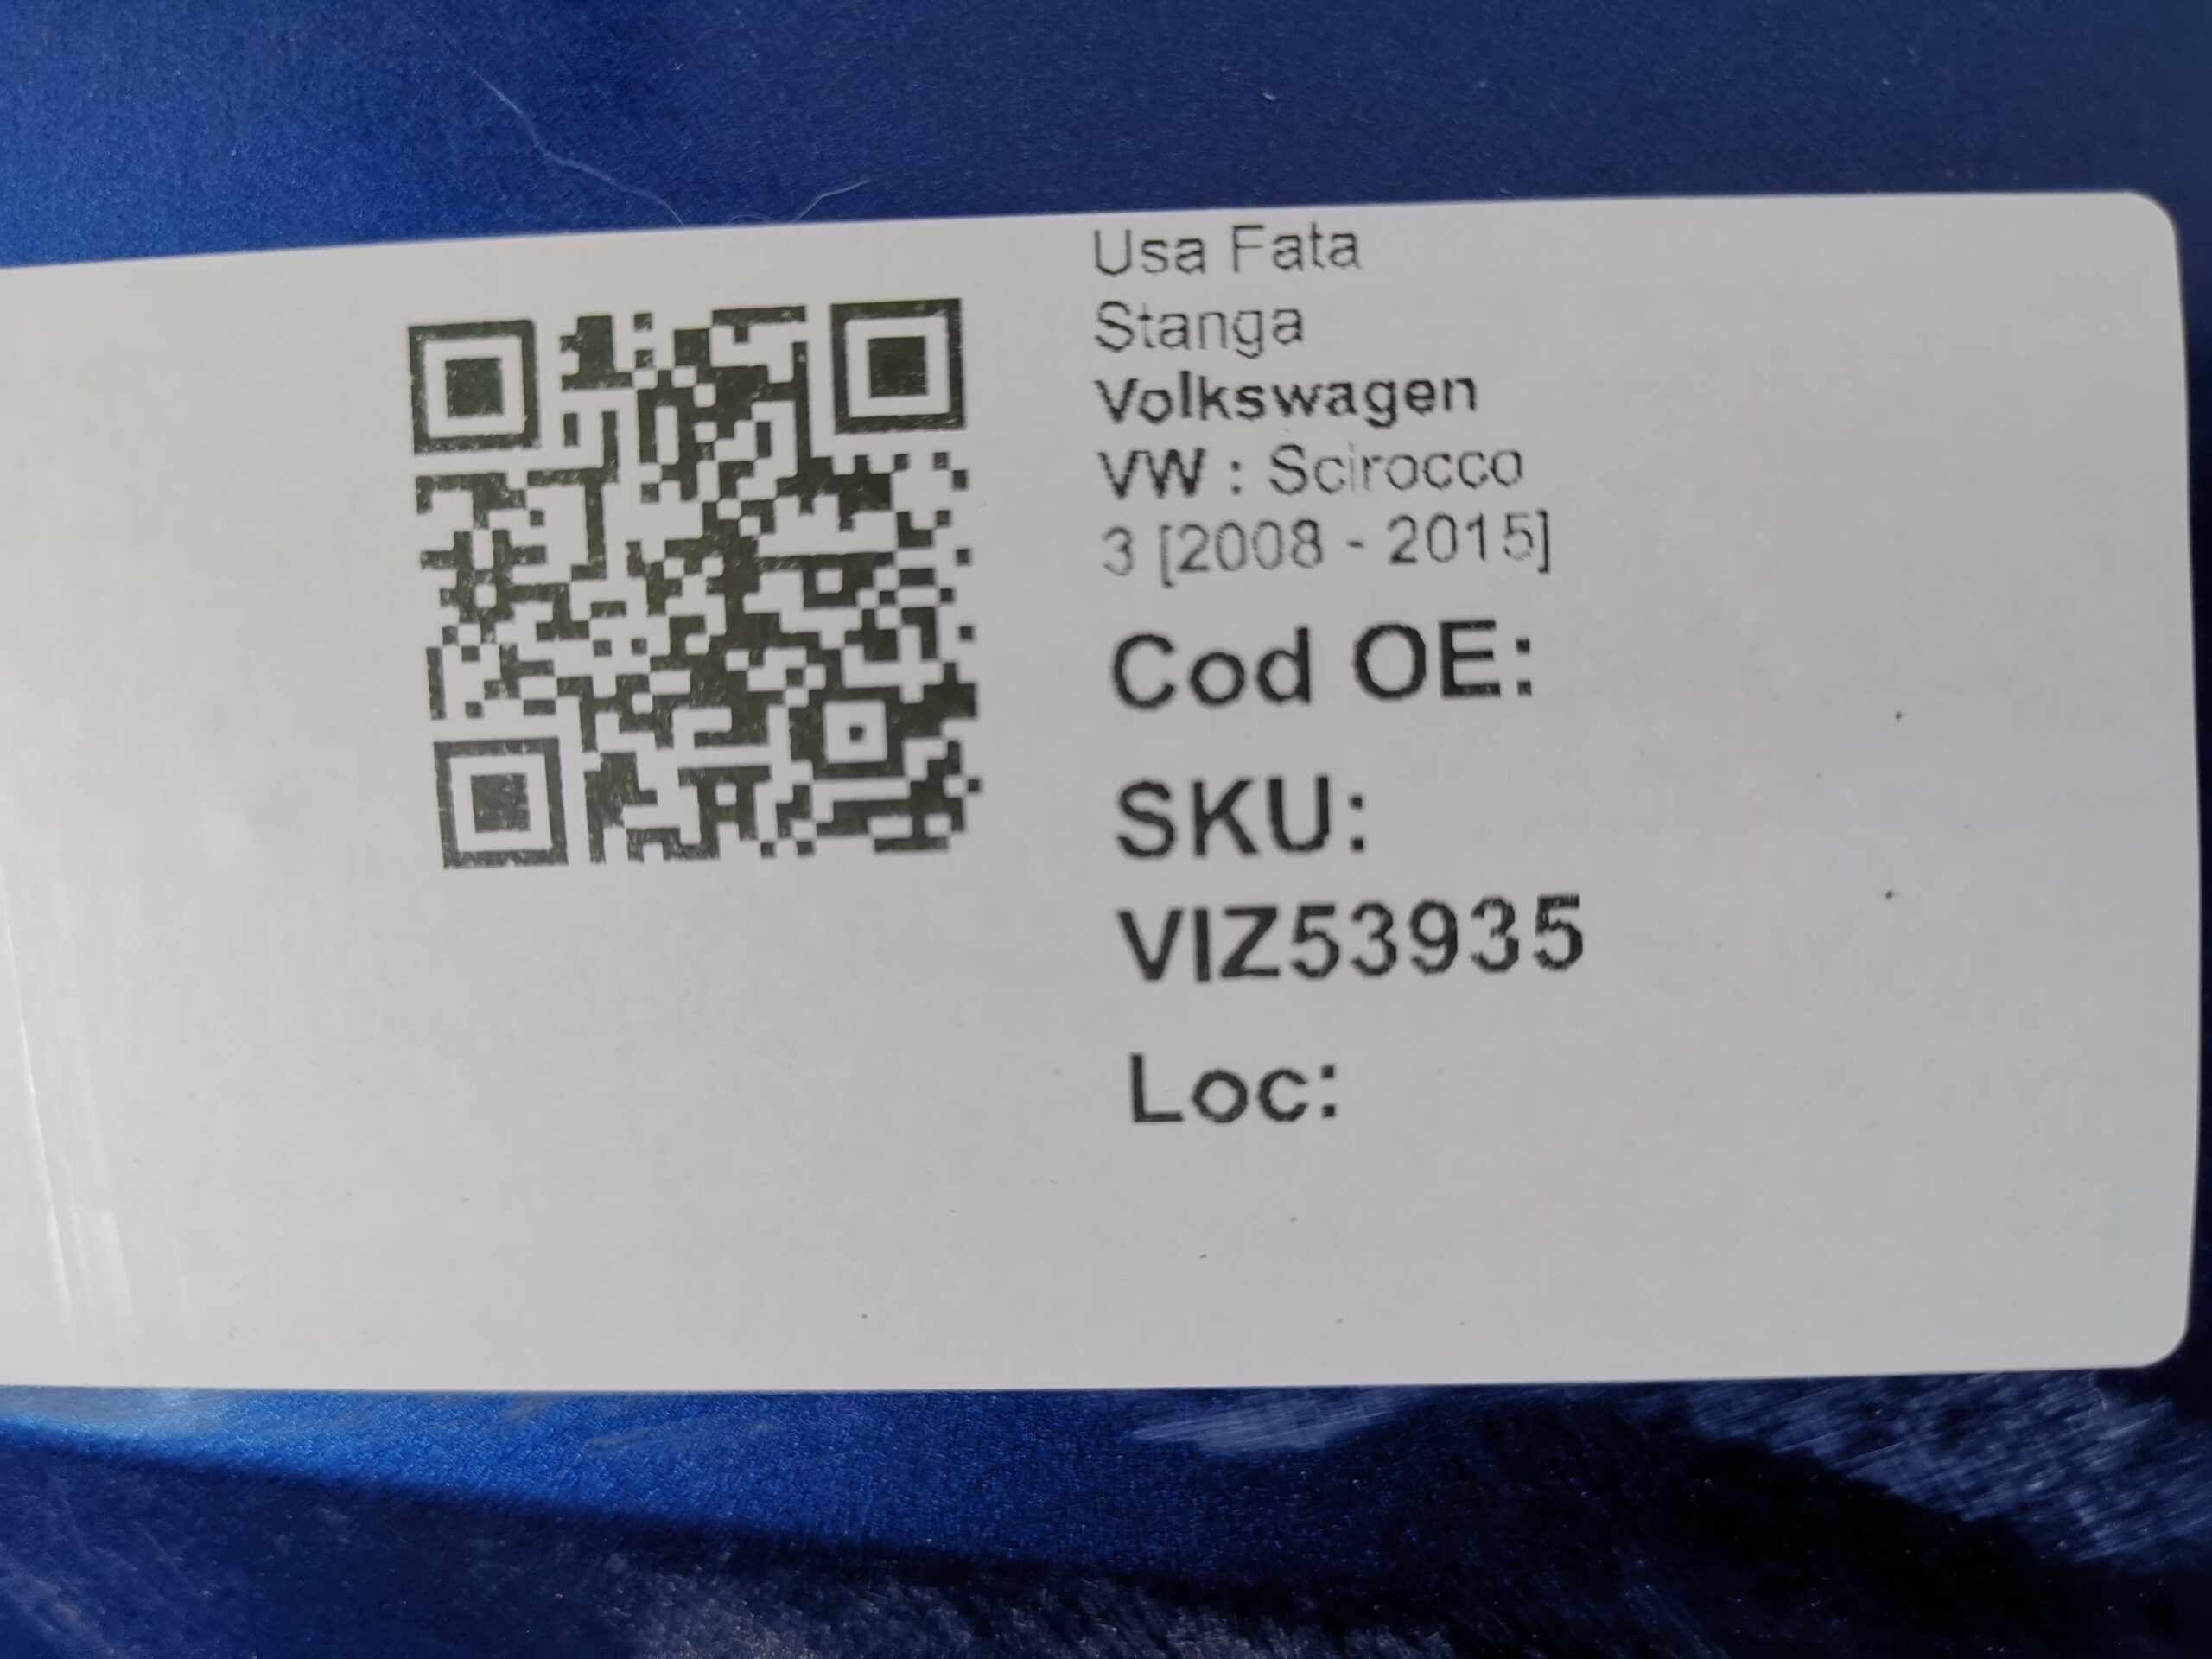 Usa Fata
Stanga
Volkswagen
VW : Scirocco
3 [2008 - 2015]
Cod OE:
SKU:
VIZ53935
Loc: